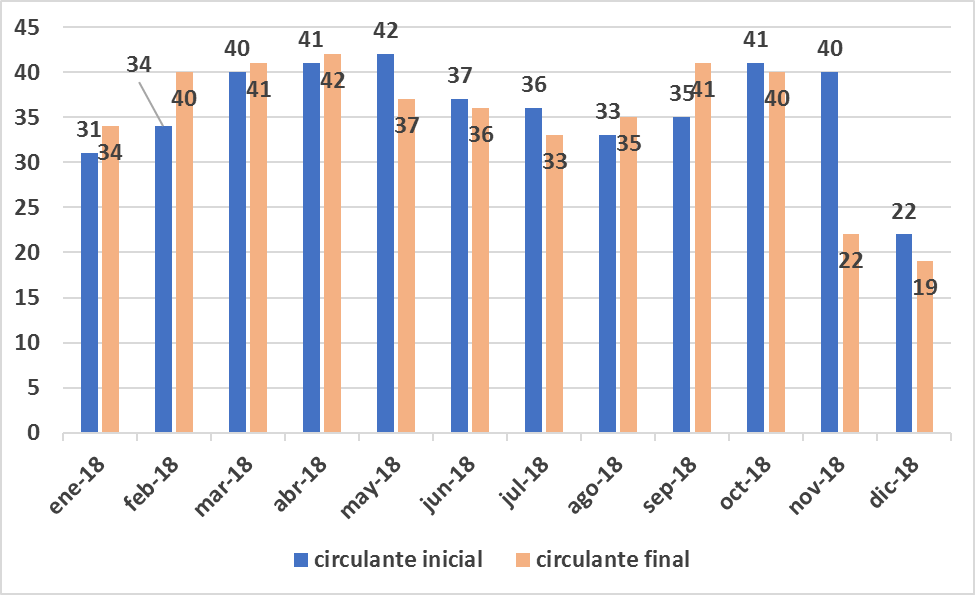 45
40
35
30
25
20
15
10
5
0
31 34 40 41 42 37 36 33 35 41 40 22
34 40 41 42 37 36 33 35 41 40 22 19
ene-18 feb-18 mar-18 abr-18 may-18 jun-18 jul-18 ago-18 sep-18 oct-18 nov-18 dic-18
circulante inicial circulante final